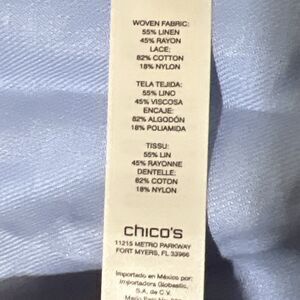 WOVEN FABRIC:
55% LINEN
45% RAYON
LACE:
82% COTTON
18% NYLON
TELA TEJIDA:
55% LINO
45% VISCOSA
ENCAJE:
82% ALGODÓN
18% POLIAMIDA
TISSU:
55% LIN
45% RAYONNE
DENTELLE:
82% COTON
18% NYLON
chico's
11215 METRO PARKWAY
FORT MYERS, FL 33966
Importado en México por:
Importadora Globastic,
S.A. de C.V.